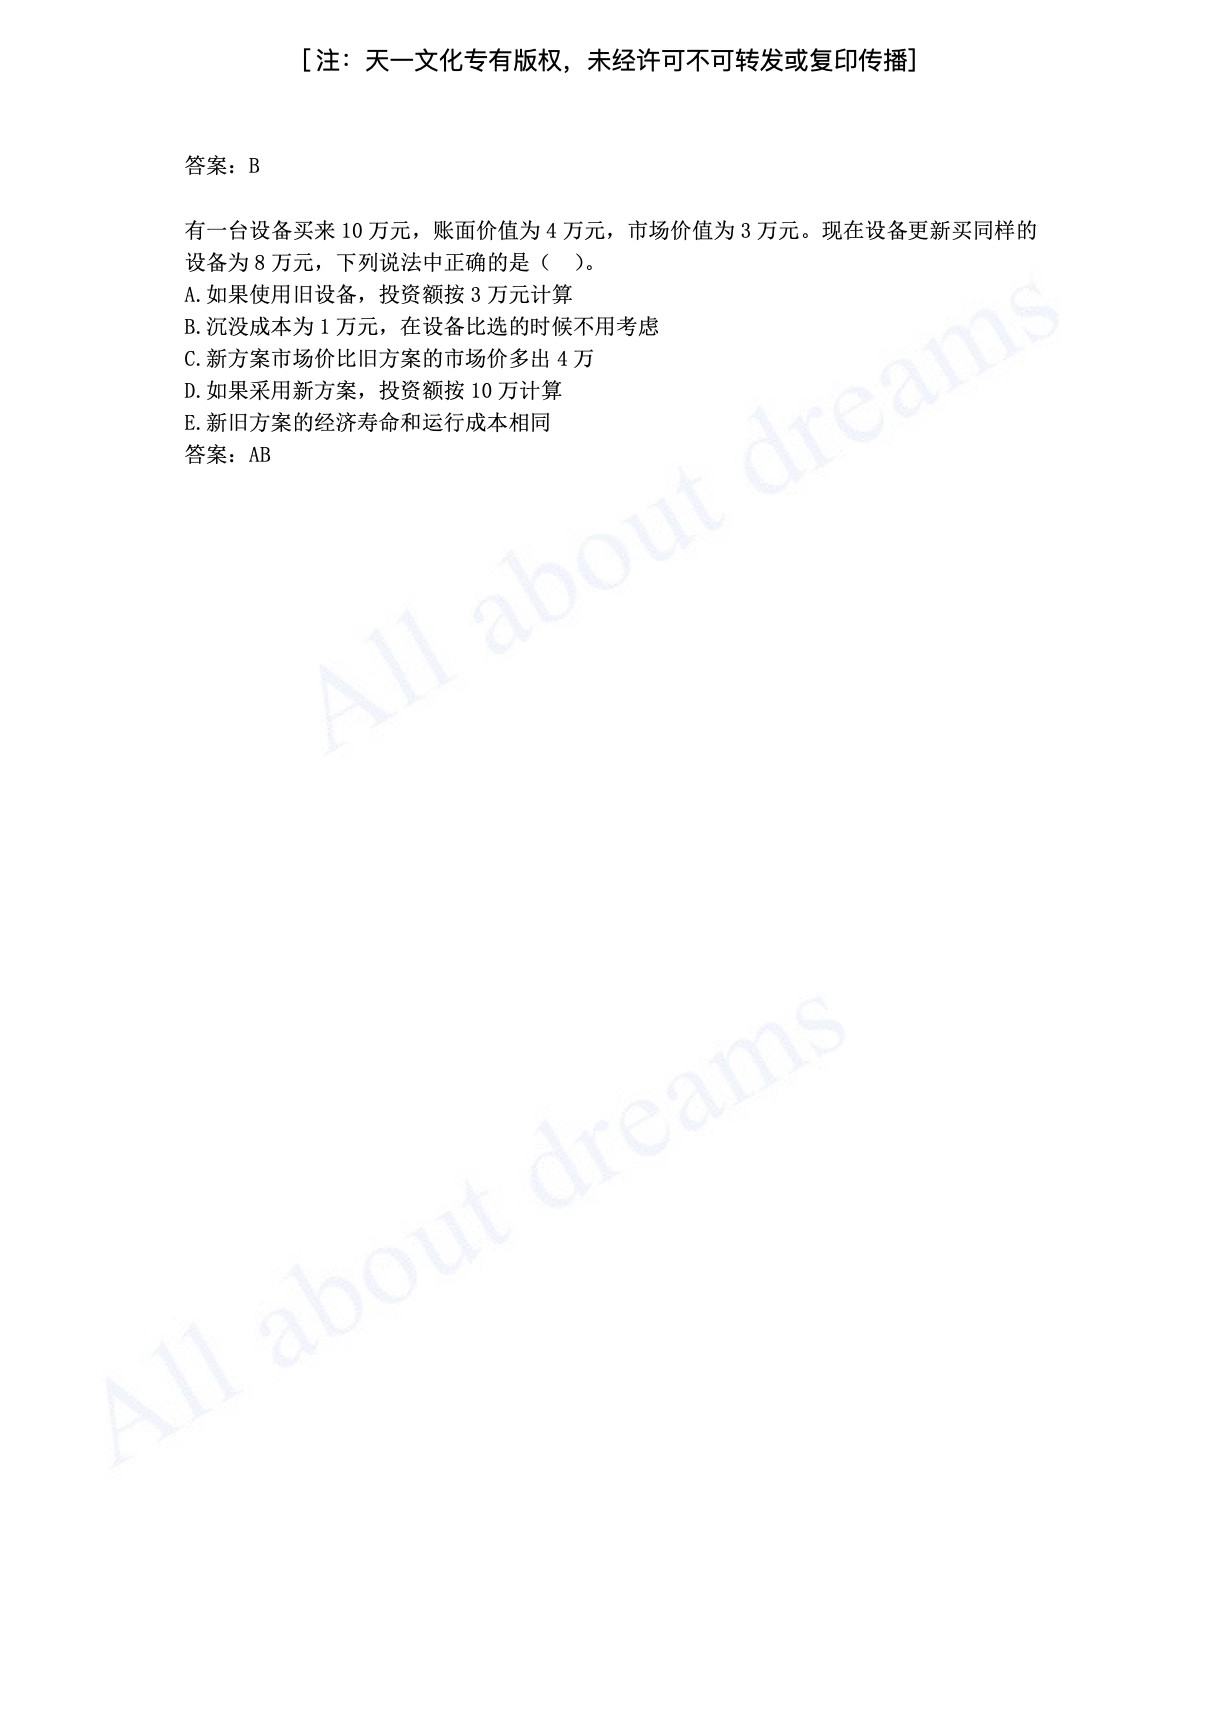 [注：天一文化专有版权，未经许可不可转发或复印传播]
答案：B
有一台设备买来 10 万元，账面价值为 4 万元，市场价值为 3 万元。现在设备更新买同样的
设备为 8 万元，下列说法中正确的是（ ）。
A.如果使用旧设备，投资额按 3 万元计算
B.沉没成本为 1 万元，在设备比选的时候不用考虑
C.新方案市场价比旧方案的市场价多出 4 万
D.如果采用新方案，投资额按 10 万计算
E.新旧方案的经济寿命和运行成本相同
答案：AB
All about dreams
All about dreams